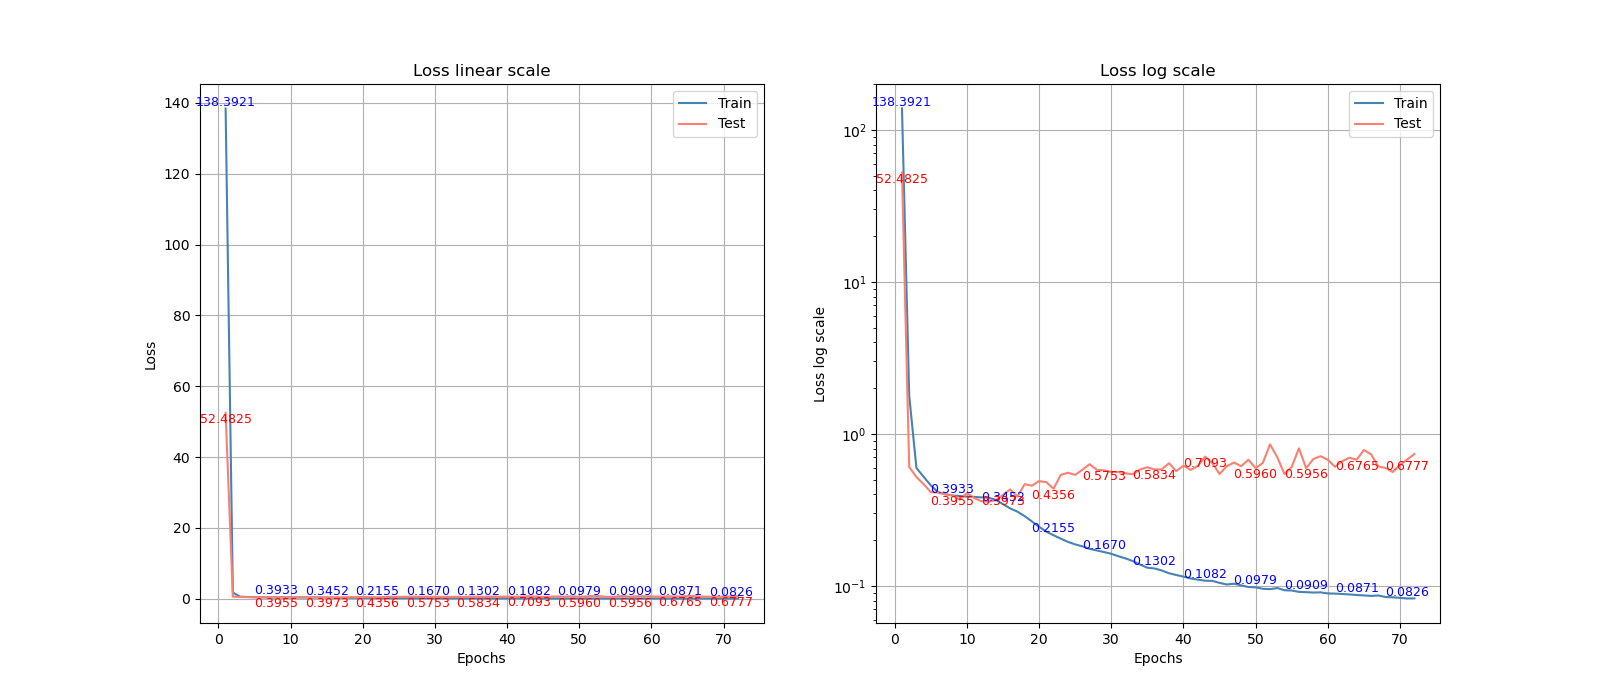 Loss linear scale
Loss
140
120
100
80
60
40
20
0
138.3921
52.4825
Train
Test
0.3933 0.3452 0.2155 0.1670 0.1302 0.1082 0.0979 0.0909 0.0871 0.0826
0.3955 0.3973 0.4356 0.5753 0.5834 0.7093 0.5960 0.5956 0.6765 0.6777
0 10 20 30 40 50 60 70
Epochs
Loss log scale
Loss log scale
10²
10¹
10⁰
10⁻¹
138.3921
52.4825
Train
Test
0.3933 0.3452 0.2155 0.1670 0.1302 0.1082 0.0979 0.0909 0.0871 0.0826
0.3955 0.3973 0.4356 0.5753 0.5834 0.7093 0.5960 0.5956 0.6765 0.6777
0 10 20 30 40 50 60 70
Epochs